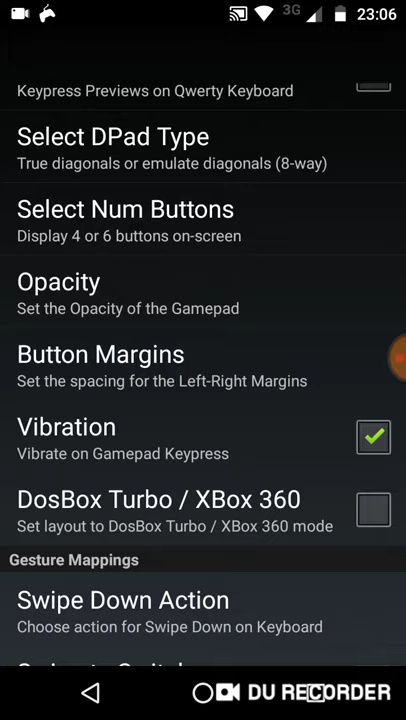 3G
23:06
Keypress Previews on Qwerty Keyboard
Select DPad Type
True diagonals or emulate diagonals (8-way)
Select Num Buttons
Display 4 or 6 buttons on-screen
Opacity
Set the Opacity of the Gamepad
Button Margins
Set the spacing for the Left-Right Margins
Vibration
Vibrate on Gamepad Keypress
DosBox Turbo / XBox 360
Set layout to DosBox Turbo / XBox 360 mode
Gesture Mappings
Swipe Down Action
Choose action for Swipe Down on Keyboard
DU RECORDER